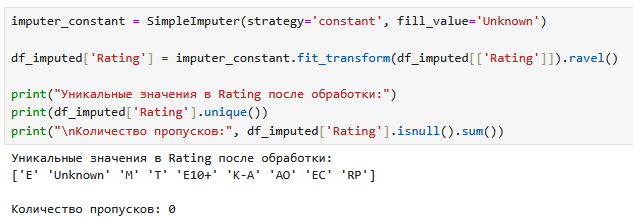 imputer_constant = SimpleImputer(strategy='constant', fill_value='Unknown')
df_imputed['Rating'] = imputer_constant.fit_transform(df_imputed[['Rating']]).ravel()
print("Уникальные значения в Rating после обработки:")
print(df_imputed['Rating'].unique())
print("\nКоличество пропусков:", df_imputed['Rating'].isnull().sum())
Уникальные значения в Rating после обработки:
['E' 'Unknown' 'M' 'T' 'E10+' 'K-A' 'AO' 'EC' 'RP']
Количество пропусков: 0